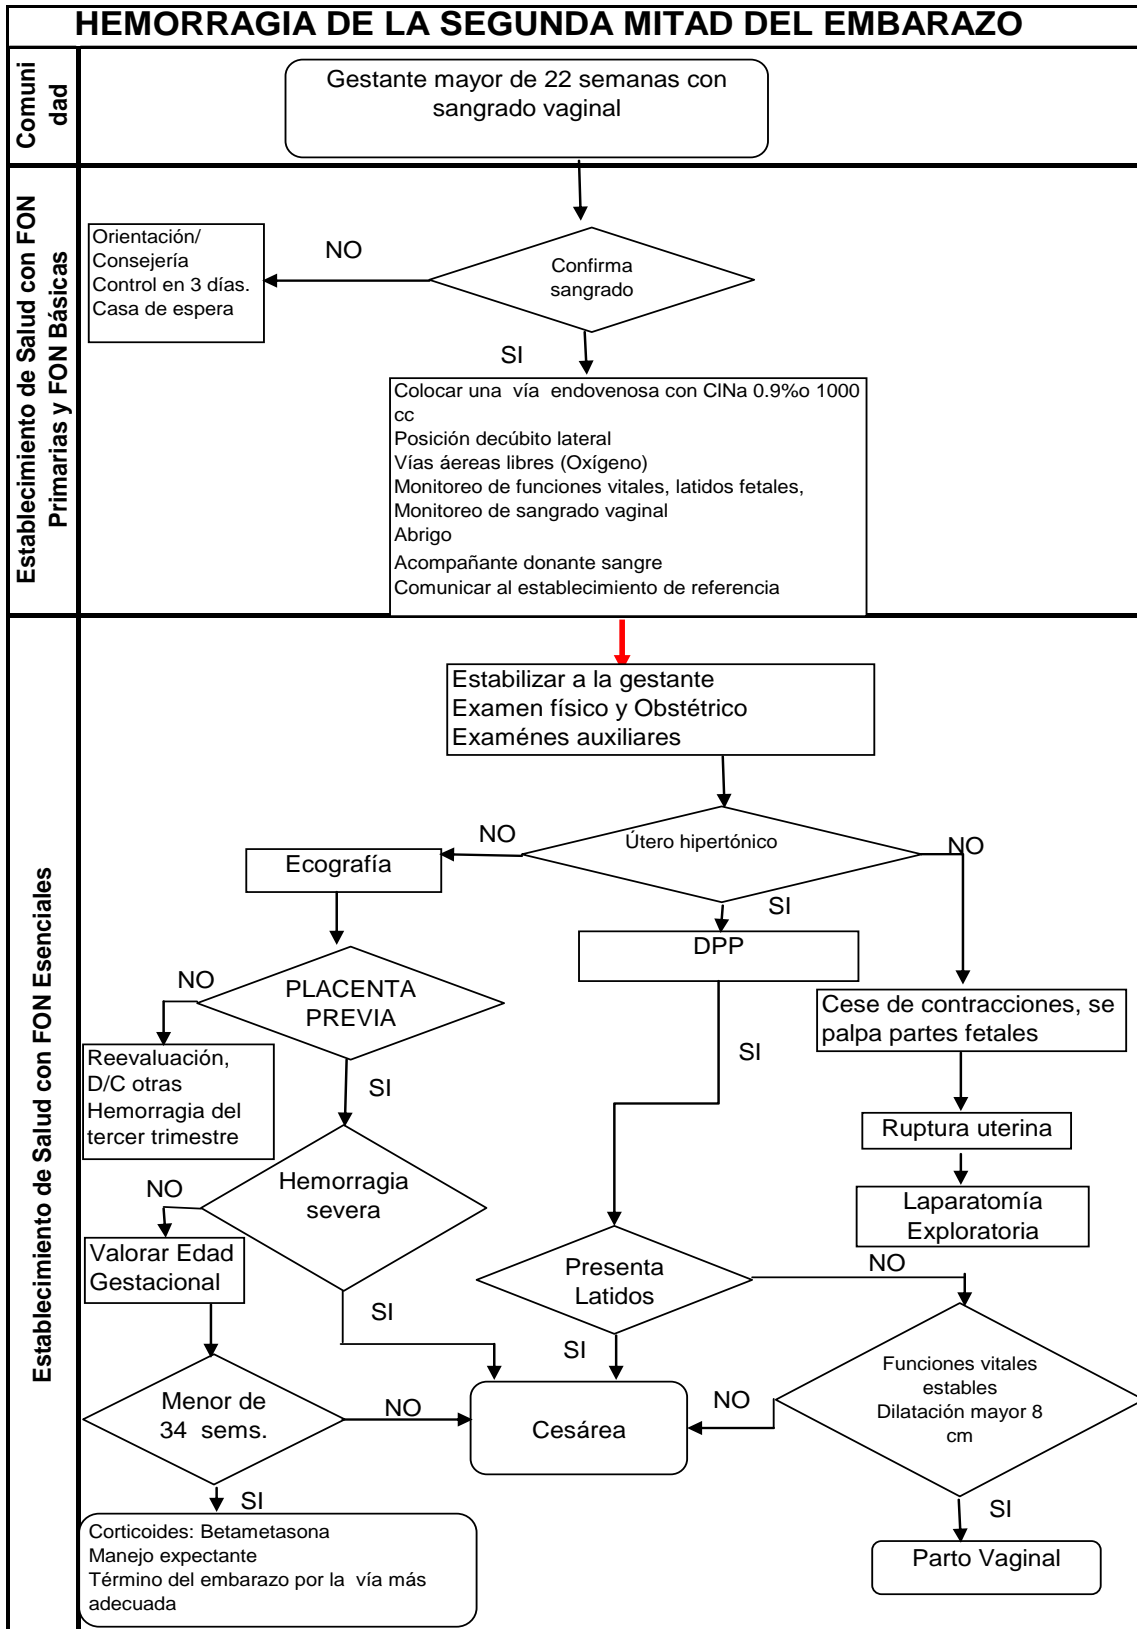 HEMORRAGIA DE LA SEGUNDA MITAD DEL EMBARAZO
Comuni
dad
Gestante mayor de 22 semanas con
sangrado vaginal
Establecimiento de Salud con FON
Primarias y FON Básicas
Orientación/
Consejería
Control en 3 días.
Casa de espera
NO
Confirma
sangrado
SI
Colocar una vía endovenosa con ClNa 0.9%o 1000
cc
Posición decúbito lateral
Vías áereas libres (Oxígeno)
Monitoreo de funciones vitales, latidos fetales,
Monitoreo de sangrado vaginal
Abrigo
Acompañante donante sangre
Comunicar al establecimiento de referencia
Establecimiento de Salud con FON Esenciales
Estabilizar a la gestante
Examen físico y Obstétrico
Examénes auxiliares
NO
Útero hipertónico
NO
Ecografía
SI
DPP
NO
PLACENTA
PREVIA
Cese de contracciones, se
palpa partes fetales
Reevaluación,
D/C otras
Hemorragia del
tercer trimestre
SI
SI
Ruptura uterina
NO
Hemorragia
severa
Laparatomía
Exploratoria
Valorar Edad
Gestacional
Presenta
Latidos
NO
SI
SI
Menor de
34 sems.
NO
Cesárea
NO
Funciones vitales
estables
Dilatación mayor 8
cm
SI
SI
Corticoides: Betametasona
Manejo expectante
Término del embarazo por la vía más
adecuada
Parto Vaginal